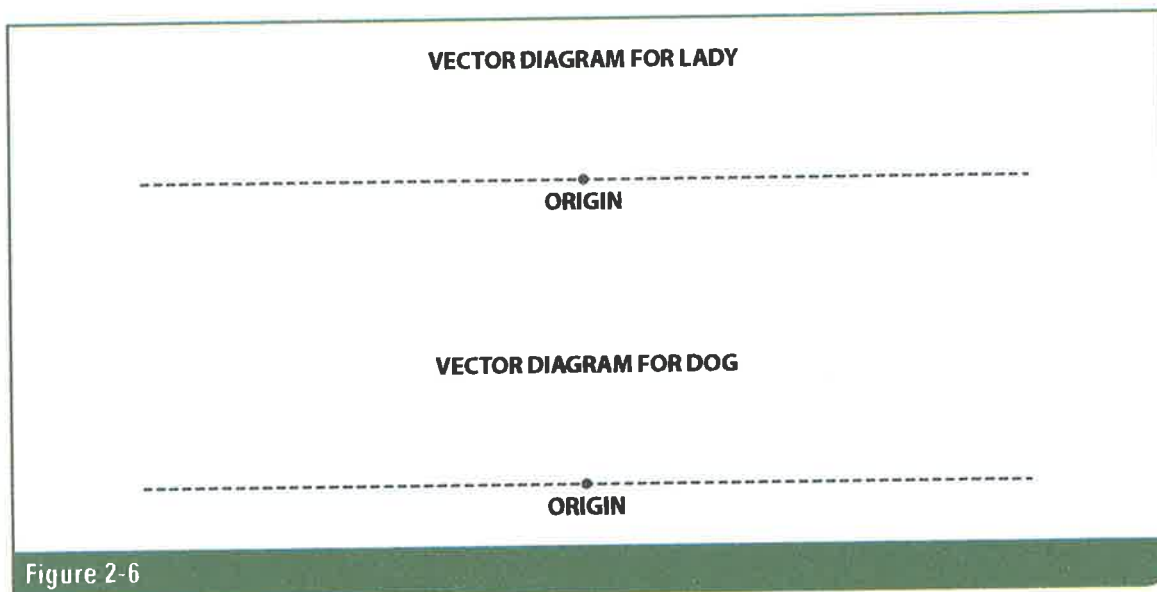 VECTOR DIAGRAM FOR LADY
ORIGIN
VECTOR DIAGRAM FOR DOG
ORIGIN
Figure 2-6